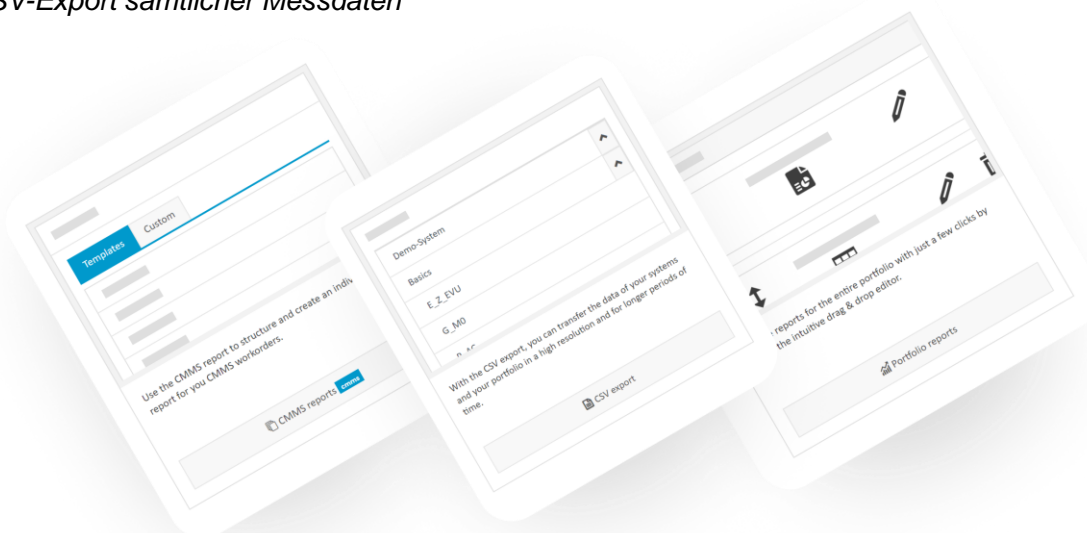 SV-Export sämtlicher Messdaten
Templates
Custom
Use the CMMS report to structure and create an
report for you CMMS workorders.
CMMS reports cmms
Demo-System
Basics
E_Z_EVU
G_M0
With the CSV export, you can transfer the data of your systems
and your portfolio in a high resolution and for longer periods of
time.
CSV export
reports for the entire portfolio with just a few clicks by
the intuitive drag & drop editor.
Portfolio reports